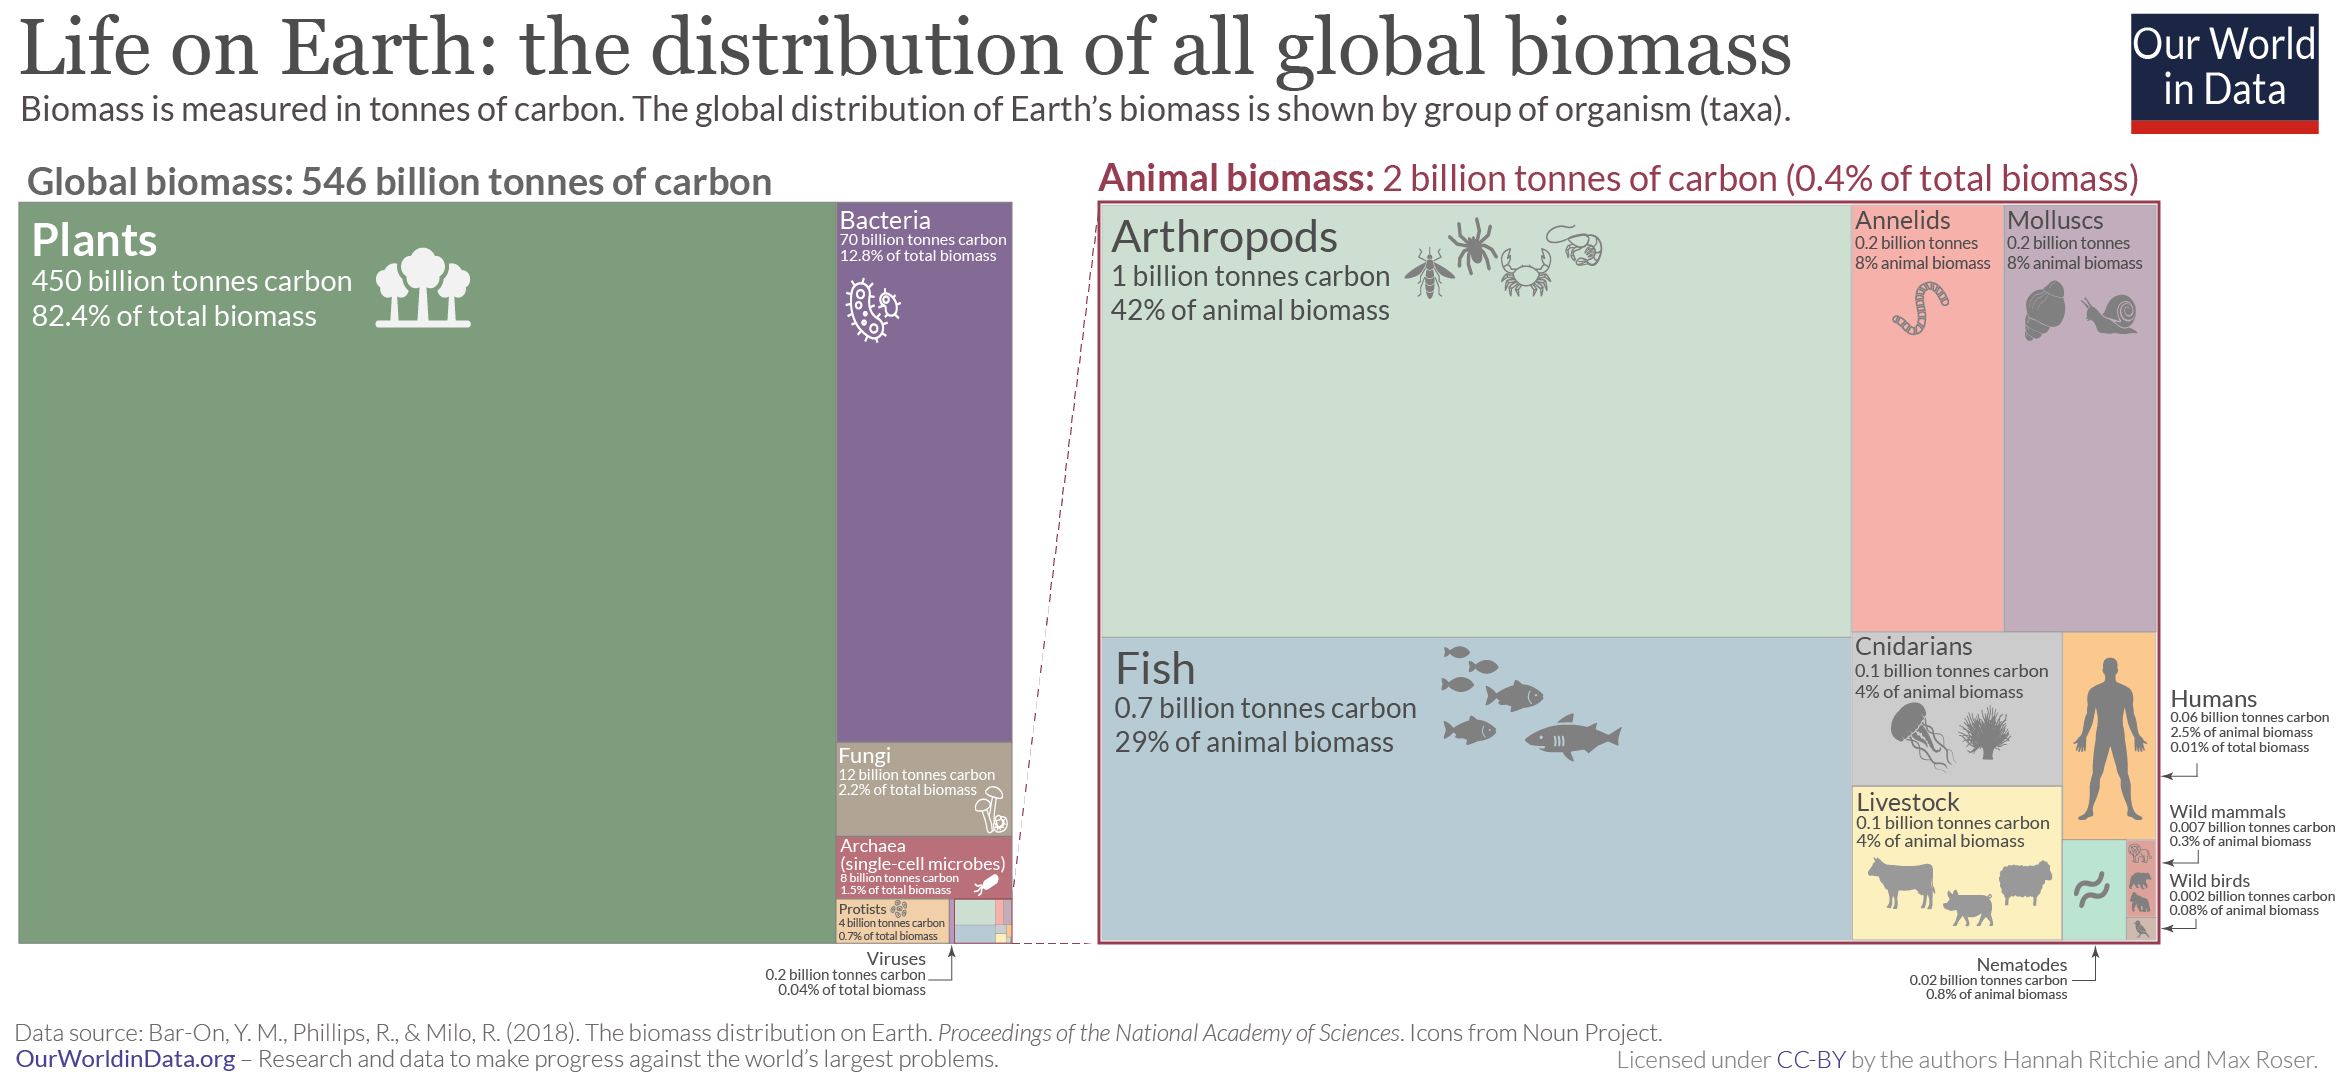 Life on Earth: the distribution of all global biomass
Biomass is measured in tonnes of carbon. The global distribution of Earth’s biomass is shown by group of organism (taxa).
Our World
in Data
Global biomass: 546 billion tonnes of carbon
Plants
450 billion tonnes carbon
82.4% of total biomass
Bacteria
70 billion tonnes carbon
12.8% of total biomass
Fungi
12 billion tonnes carbon
2.2% of total biomass
Archaea
(single-cell microbes)
8 billion tonnes carbon
1.5% of total biomass
Protists
4 billion tonnes carbon
0.7% of total biomass
Viruses
0.2 billion tonnes carbon
0.04% of total biomass
Animal biomass: 2 billion tonnes of carbon (0.4% of total biomass)
Arthropods
1 billion tonnes carbon
42% of animal biomass
Fish
0.7 billion tonnes carbon
29% of animal biomass
Annelids
0.2 billion tonnes
8% animal biomass
Molluscs
0.2 billion tonnes
8% animal biomass
Cnidarians
0.1 billion tonnes carbon
4% of animal biomass
Livestock
0.1 billion tonnes carbon
4% of animal biomass
Humans
0.06 billion tonnes carbon
2.5% of animal biomass
0.01% of total biomass
Wild mammals
0.007 billion tonnes carbon
0.3% of animal biomass
Wild birds
0.002 billion tonnes carbon
0.08% of animal biomass
Nematodes
0.02 billion tonnes carbon
0.8% of animal biomass
Data source: Bar-On, Y. M., Phillips, R., & Milo, R. (2018). The biomass distribution on Earth. Proceedings of the National Academy of Sciences. Icons from Noun Project.
OurWorldinData.org – Research and data to make progress against the world’s largest problems.
Licensed under CC-BY by the authors Hannah Ritchie and Max Roser.